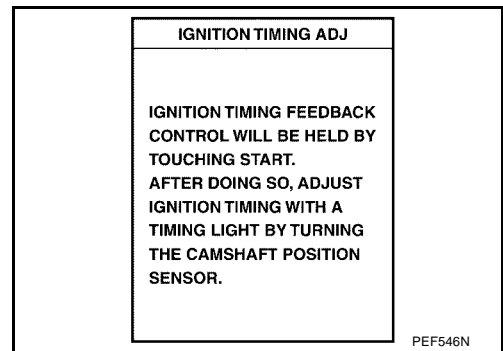 IGNITION TIMING ADJ
IGNITION TIMING FEEDBACK
CONTROL WILL BE HELD BY
TOUCHING START.
AFTER DOING SO, ADJUST
IGNITION TIMING WITH A
TIMING LIGHT BY TURNING
THE CAMSHAFT POSITION
SENSOR.
PEF546N